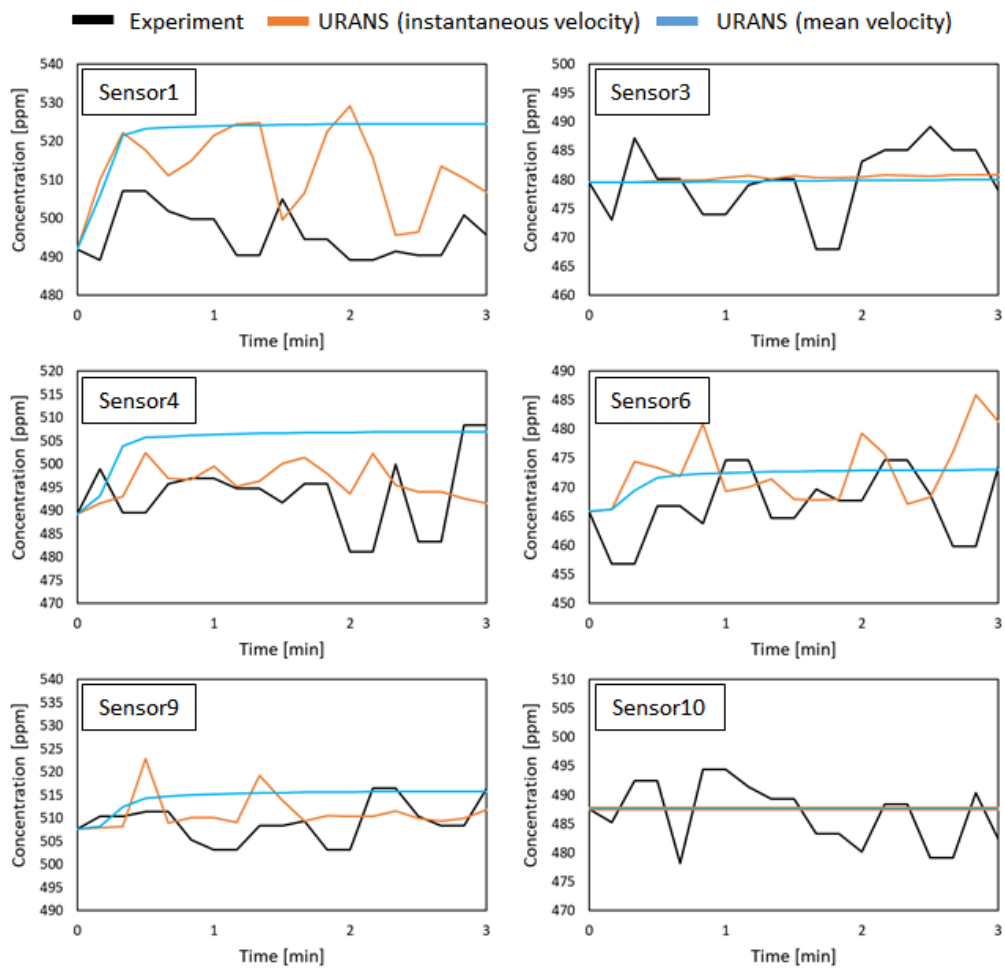 Experiment URANS (instantaneous velocity) URANS (mean velocity)
Sensor1
Concentration [ppm]
540
530
520
510
500
490
480
0 1 2 3
Time [min]
Sensor3
Concentration [ppm]
500
495
490
485
480
475
470
465
460
0 1 2 3
Time [min]
Sensor4
Concentration [ppm]
520
515
510
505
500
495
490
485
480
475
470
0 1 2 3
Time [min]
Sensor6
Concentration [ppm]
490
485
480
475
470
465
460
455
450
0 1 2 3
Time [min]
Sensor9
Concentration [ppm]
540
535
530
525
520
515
510
505
500
495
490
0 1 2 3
Time [min]
Sensor10
Concentration [ppm]
510
505
500
495
490
485
480
475
470
0 1 2 3
Time [min]